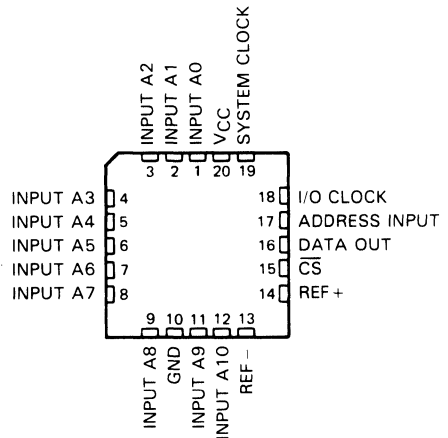 INPUT A2
INPUT A1
INPUT A0
VCC
SYSTEM CLOCK
3 2 1 20 19
INPUT A3 4
INPUT A4 5
INPUT A5 6
INPUT A6 7
INPUT A7 8
18 I/O CLOCK
17 ADDRESS INPUT
16 DATA OUT
15 C̅S̅
14 REF+
9 10 11 12 13
INPUT A8
GND
INPUT A9
INPUT A10
REF−